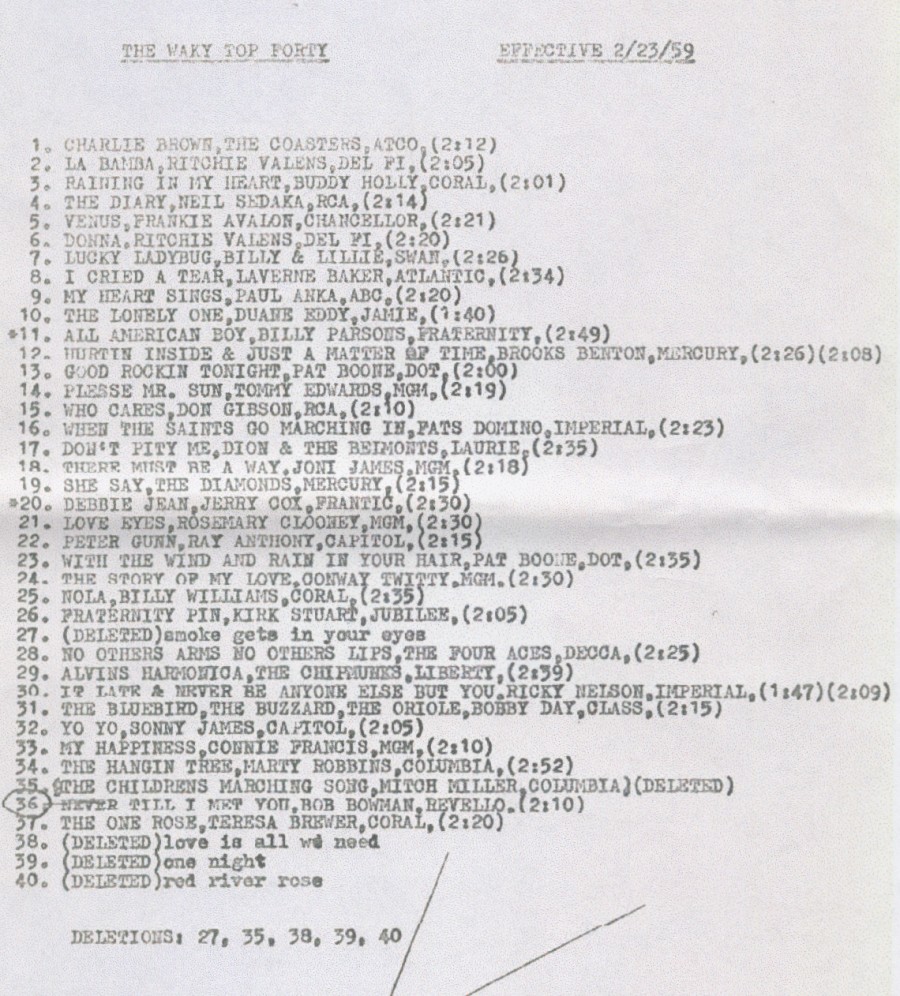 THE WAKY TOP FORTY EFFECTIVE 2/23/59
1. CHARLIE BROWN,THE COASTERS,ATCO,(2:12)
2. LA BAMBA,RITCHIE VALENS,DEL FI,(2:05)
3. RAINING IN MY HEART,BUDDY HOLLY,CORAL,(2:01)
4. THE DIARY,NEIL SEDAKA,RCA,(2:14)
5. VENUS,FRANKIE AVALON,CHANCELLOR,(2:21)
6. DONNA,RITCHIE VALENS,DEL FI,(2:20)
7. LUCKY LADYBUG,BILLY & LILLIE,SWAN,(2:26)
8. I CRIED A TEAR,LAVERNE BAKER,ATLANTIC,(2:34)
9. MY HEART SINGS,PAUL ANKA,ABC,(2:20)
10. THE LONELY ONE,DUANE EDDY,JAMIE,(1:40)
*11. ALL AMERICAN BOY,BILLY PARSONS,FRATERNITY,(2:49)
12. HURTIN INSIDE & JUST A MATTER OF TIME,BROOKS BENTON,MERCURY,(2:26)(2:08)
13. GOOD ROCKIN TONIGHT,PAT BOONE,DOT,(2:00)
14. PLESSE MR. SUN,TOMMY EDWARDS,MGM,(2:19)
15. WHO CARES,DON GIBSON,RCA,(2:10)
16. WHEN THE SAINTS GO MARCHING IN,FATS DOMINO,IMPERIAL,(2:23)
17. DON'T PITY ME,DION & THE BELMONTS,LAURIE,(2:35)
18. THERE MUST BE A WAY,JONI JAMES,MGM,(2:18)
19. SHE SAY,THE DIAMONDS,MERCURY,(2:15)
*20. DEBBIE JEAN,JERRY COX,FRANTIC,(2:30)
21. LOVE EYES,ROSEMARY CLOONEY,MGM,(2:30)
22. PETER GUNN,RAY ANTHONY,CAPITOL,(2:15)
23. WITH THE WIND AND RAIN IN YOUR HAIR,PAT BOONE,DOT,(2:35)
24. THE STORY OF MY LOVE,CONWAY TWITTY,MGM,(2:30)
25. NOLA,BILLY WILLIAMS,CORAL,(2:35)
26. FRATERNITY PIN,KIRK STUART,JUBILEE,(2:05)
27. (DELETED)smoke gets in your eyes
28. NO OTHERS ARMS NO OTHERS LIPS,THE FOUR ACES,DECCA,(2:25)
29. ALVINS HARMONICA,THE CHIPMUNKS,LIBERTY,(2:39)
30. IT LATE & NEVER BE ANYONE ELSE BUT YOU,RICKY NELSON,IMPERIAL,(1:47)(2:09)
31. THE BLUEBIRD,THE BUZZARD,THE ORIOLE,BOBBY DAY,CLASS,(2:15)
32. YO YO,SONNY JAMES,CAPITOL,(2:05)
33. MY HAPPINESS,CONNIE FRANCIS,MGM,(2:10)
34. THE HANGIN TREE,MARTY ROBBINS,COLUMBIA,(2:52)
35. (THE CHILDRENS MARCHING SONG,MITCH MILLER,COLUMBIA)(DELETED)
36. NEVER TILL I MET YOU,BOB BOWMAN,REVELLO,(2:10)
37. THE ONE ROSE,TERESA BREWER,CORAL,(2:20)
38. (DELETED)love is all we need
39. (DELETED)one night
40. (DELETED)red river rose
DELETIONS: 27, 35, 38, 39, 40